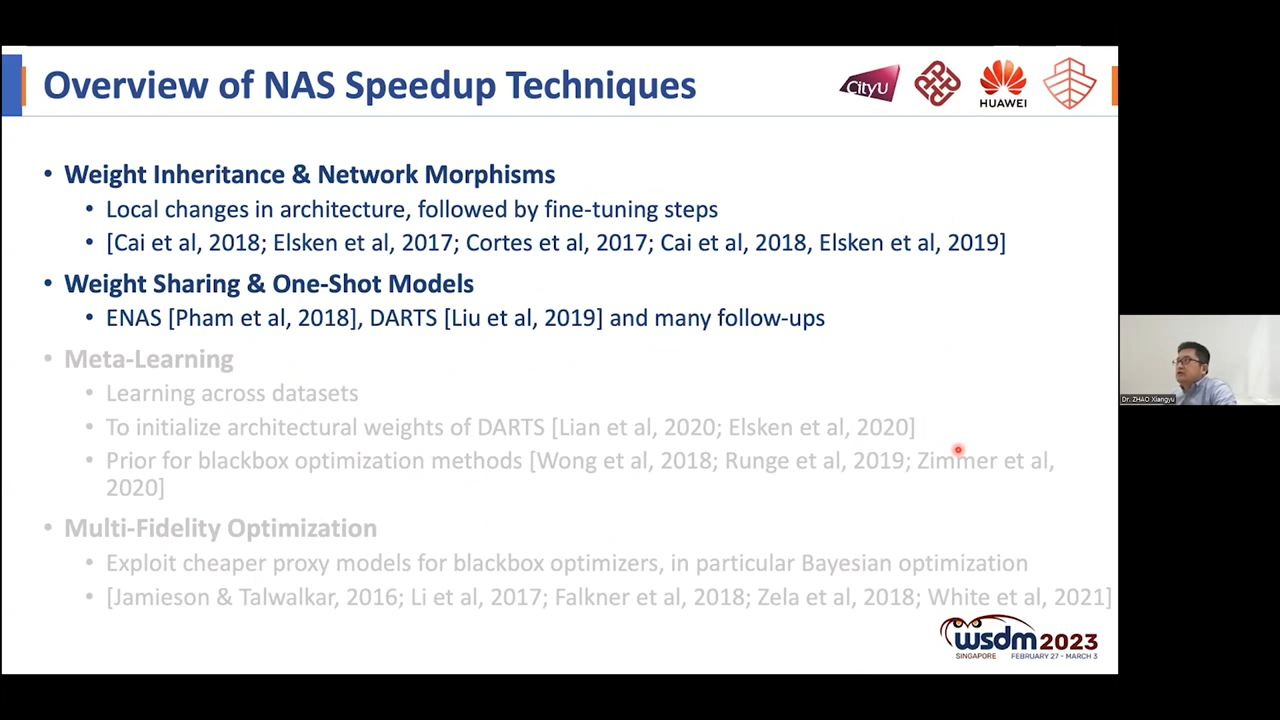 Overview of NAS Speedup Techniques
CityU
HUAWEI
• Weight Inheritance & Network Morphisms
• Local changes in architecture, followed by fine-tuning steps
• [Cai et al, 2018; Elsken et al, 2017; Cortes et al, 2017; Cai et al, 2018, Elsken et al, 2019]
• Weight Sharing & One-Shot Models
• ENAS [Pham et al, 2018], DARTS [Liu et al, 2019] and many follow-ups
• Meta-Learning
• Learning across datasets
• To initialize architectural weights of DARTS [Lian et al, 2020; Elsken et al, 2020]
• Prior for blackbox optimization methods [Wong et al, 2018; Runge et al, 2019; Zimmer et al,
2020]
• Multi-Fidelity Optimization
• Exploit cheaper proxy models for blackbox optimizers, in particular Bayesian optimization
• [Jamieson & Talwalkar, 2016; Li et al, 2017; Falkner et al, 2018; Zela et al, 2018; White et al, 2021]
wsdm 2023
SINGAPORE FEBRUARY 27 - MARCH 3
Dr. ZHAO Xiangyu